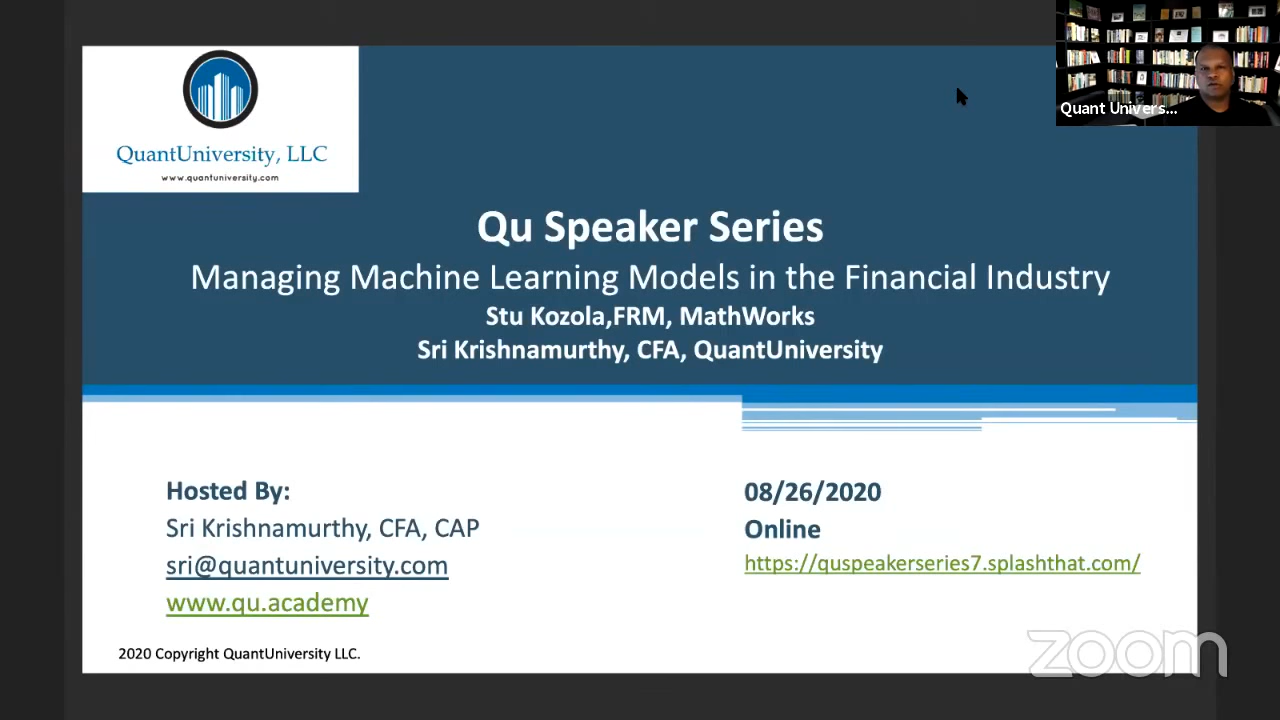 Quant Univers...
QuantUniversity, LLC
www.quantuniversity.com
Qu Speaker Series
Managing Machine Learning Models in the Financial Industry
Stu Kozola,FRM, MathWorks
Sri Krishnamurthy, CFA, QuantUniversity
Hosted By:
Sri Krishnamurthy, CFA, CAP
sri@quantuniversity.com
www.qu.academy
08/26/2020
Online
https://quspeakerseries7.splashthat.com/
2020 Copyright QuantUniversity LLC.
zoom